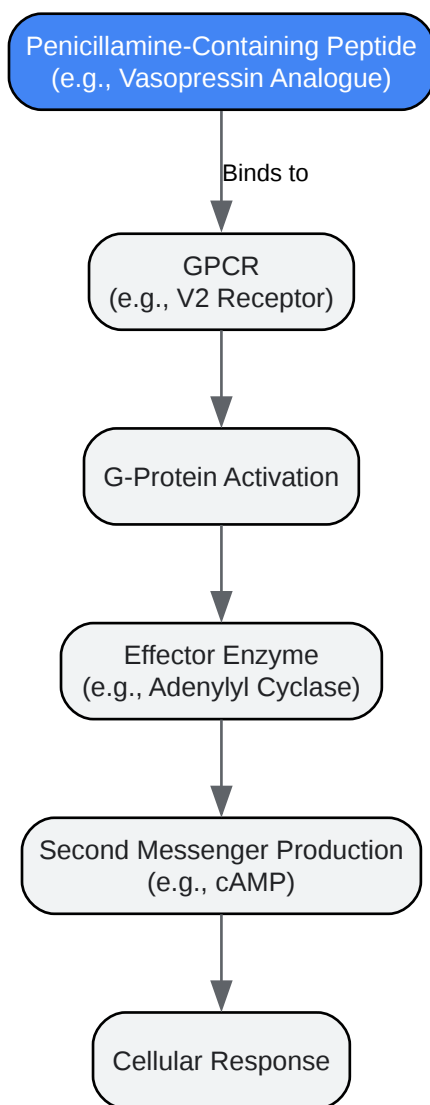 Penicillamine-Containing Peptide
(e.g., Vasopressin Analogue)
Binds to
GPCR
(e.g., V2 Receptor)
G-Protein Activation
Effector Enzyme
(e.g., Adenylyl Cyclase)
Second Messenger Production
(e.g., cAMP)
Cellular Response